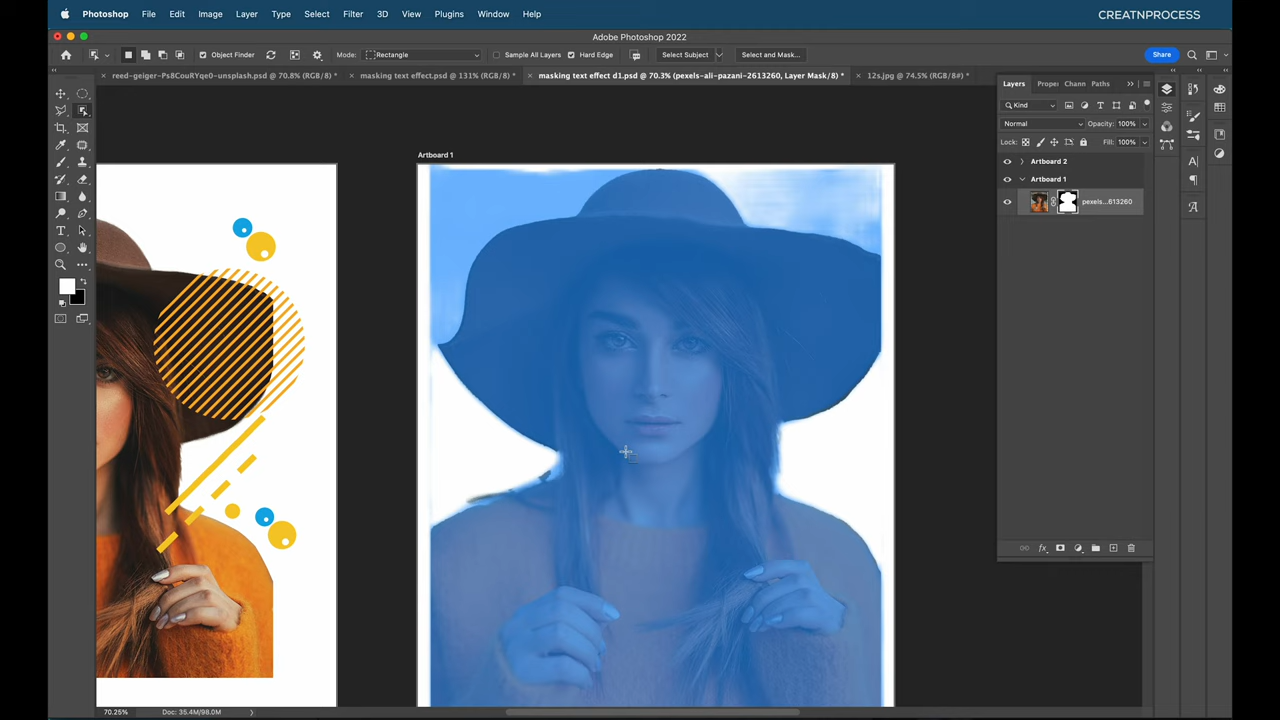 Photoshop File Edit Image Layer Type Select Filter 3D View Plugins Window Help
CREATNPROCESS
Adobe Photoshop 2022
Object Finder
Mode: Rectangle
Sample All Layers
Hard Edge
Select Subject
Select and Mask...
Share
reed-geiger-Ps8CouRYqe0-unsplash.psd @ 70.8% (RGB/8) *
masking text effect.psd @ 131% (RGB/8) *
masking text effect d1.psd @ 70.3% (pexels-ali-pazani-2613260, Layer Mask/8) *
12s.jpg @ 74.5% (RGB/8#) *
Layers Proper Chann Paths
Kind
Normal Opacity: 100%
Lock: Fill: 100%
Artboard 2
Artboard 1
pexels...613260
Artboard 1
70.25% Doc: 35.4M/98.0M